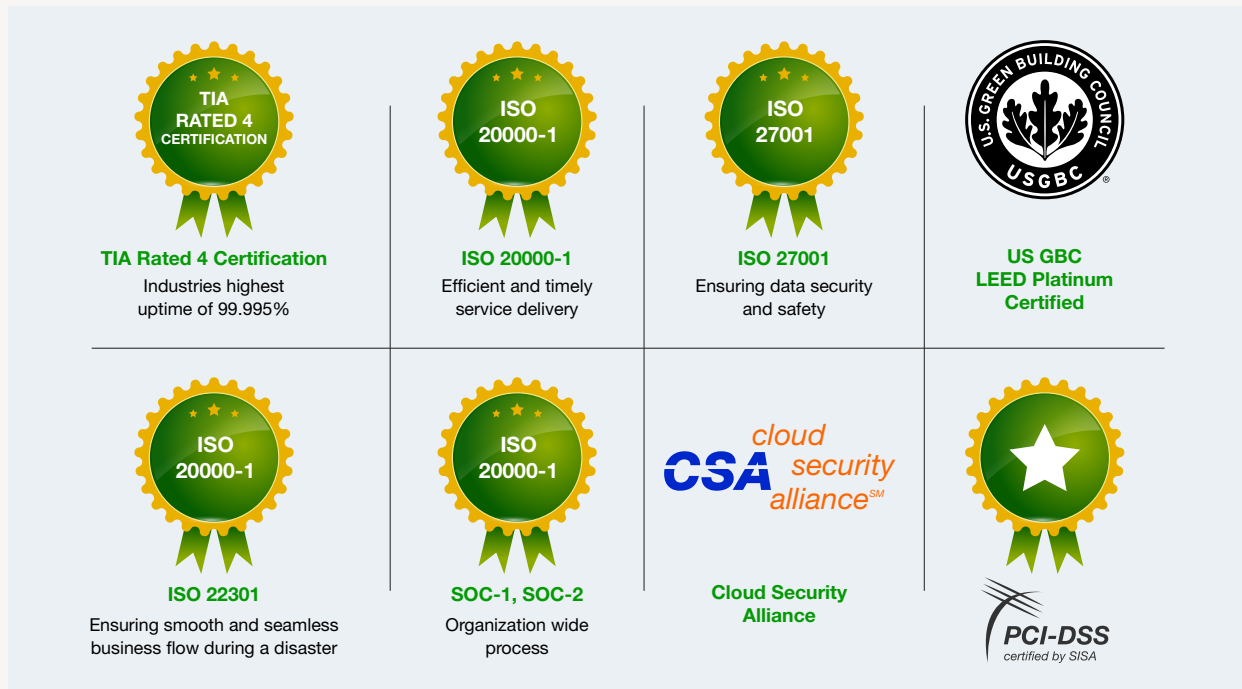 TIA
RATED 4
CERTIFICATION
TIA Rated 4 Certification
Industries highest
uptime of 99.995%
ISO
20000-1
ISO 20000-1
Efficient and timely
service delivery
ISO
27001
ISO 27001
Ensuring data security
and safety
U.S. GREEN BUILDING COUNCIL
USGBC
®
US GBC
LEED Platinum
Certified
ISO
20000-1
ISO 22301
Ensuring smooth and seamless
business flow during a disaster
ISO
20000-1
SOC-1, SOC-2
Organization wide
process
CSA cloud
security
alliance℠
Cloud Security
Alliance
PCI-DSS
certified by SISA